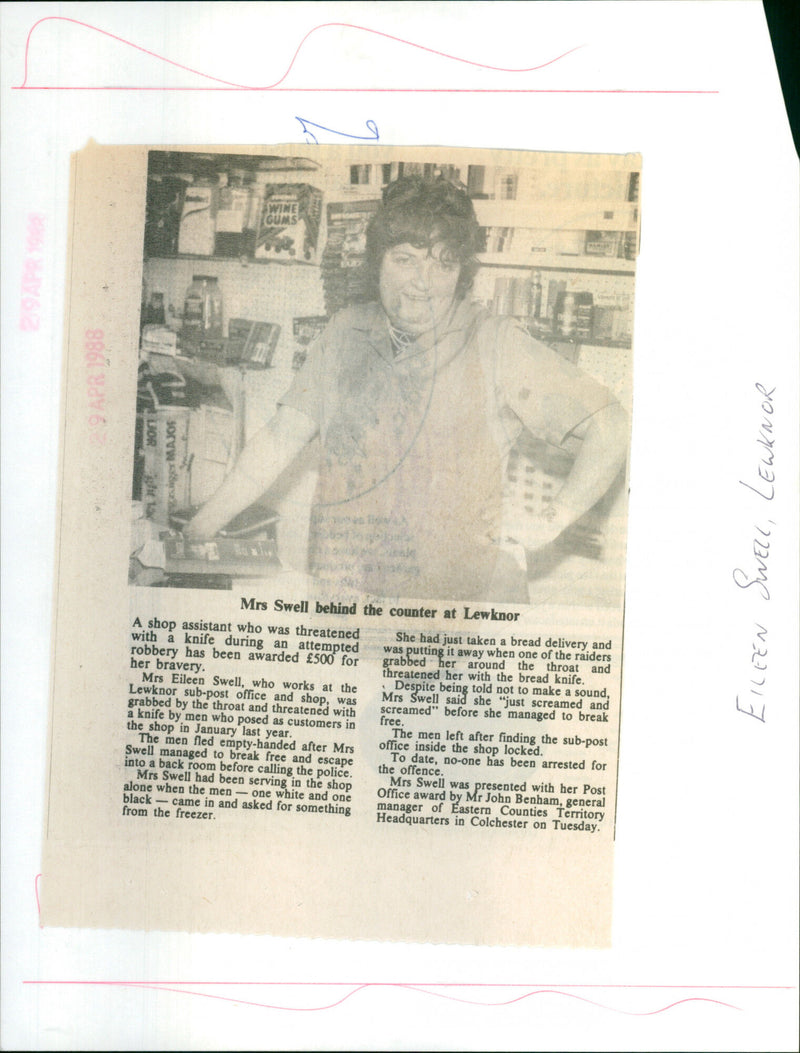 29 APR 1988
29 APR 1988
WINE
GUMS
MAJOR
Mrs Swell behind the counter at Lewknor
A shop assistant who was threatened
with a knife during an attempted
robbery has been awarded £500 for
her bravery.
Mrs Eileen Swell, who works at the
Lewknor sub-post office and shop, was
grabbed by the throat and threatened with
a knife by men who posed as customers in
the shop in January last year.
The men fled empty-handed after Mrs
Swell managed to break free and escape
into a back room before calling the police.
Mrs Swell had been serving in the shop
alone when the men — one white and one
black — came in and asked for something
from the freezer.
She had just taken a bread delivery and
was putting it away when one of the raiders
grabbed her around the throat and
threatened her with the bread knife.
Despite being told not to make a sound,
Mrs Swell said she "just screamed and
screamed" before she managed to break
free.
The men left after finding the sub-post
office inside the shop locked.
To date, no-one has been arrested for
the offence.
Mrs Swell was presented with her Post
Office award by Mr John Benham, general
manager of Eastern Counties Territory
Headquarters in Colchester on Tuesday.
EILEEN SWELL, LEWKNOR